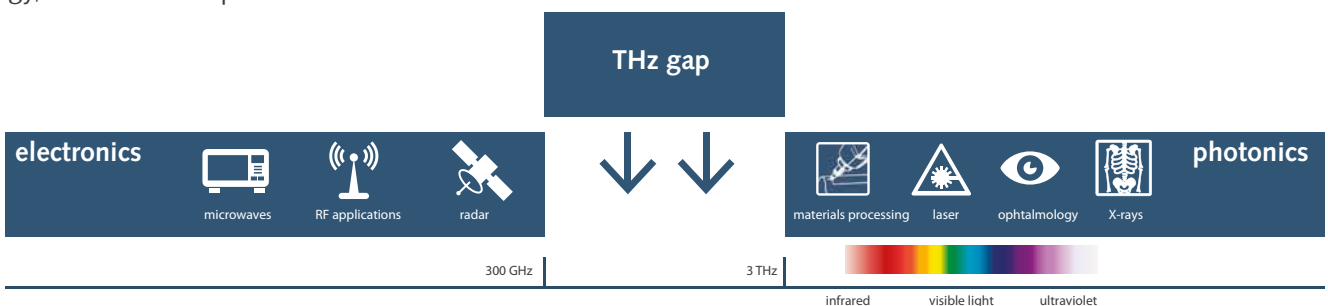 THz gap
electronics
photonics
microwaves
RF applications
radar
materials processing
laser
ophtalmology
X-rays
300 GHz
3 THz
infrared
visible light
ultraviolet